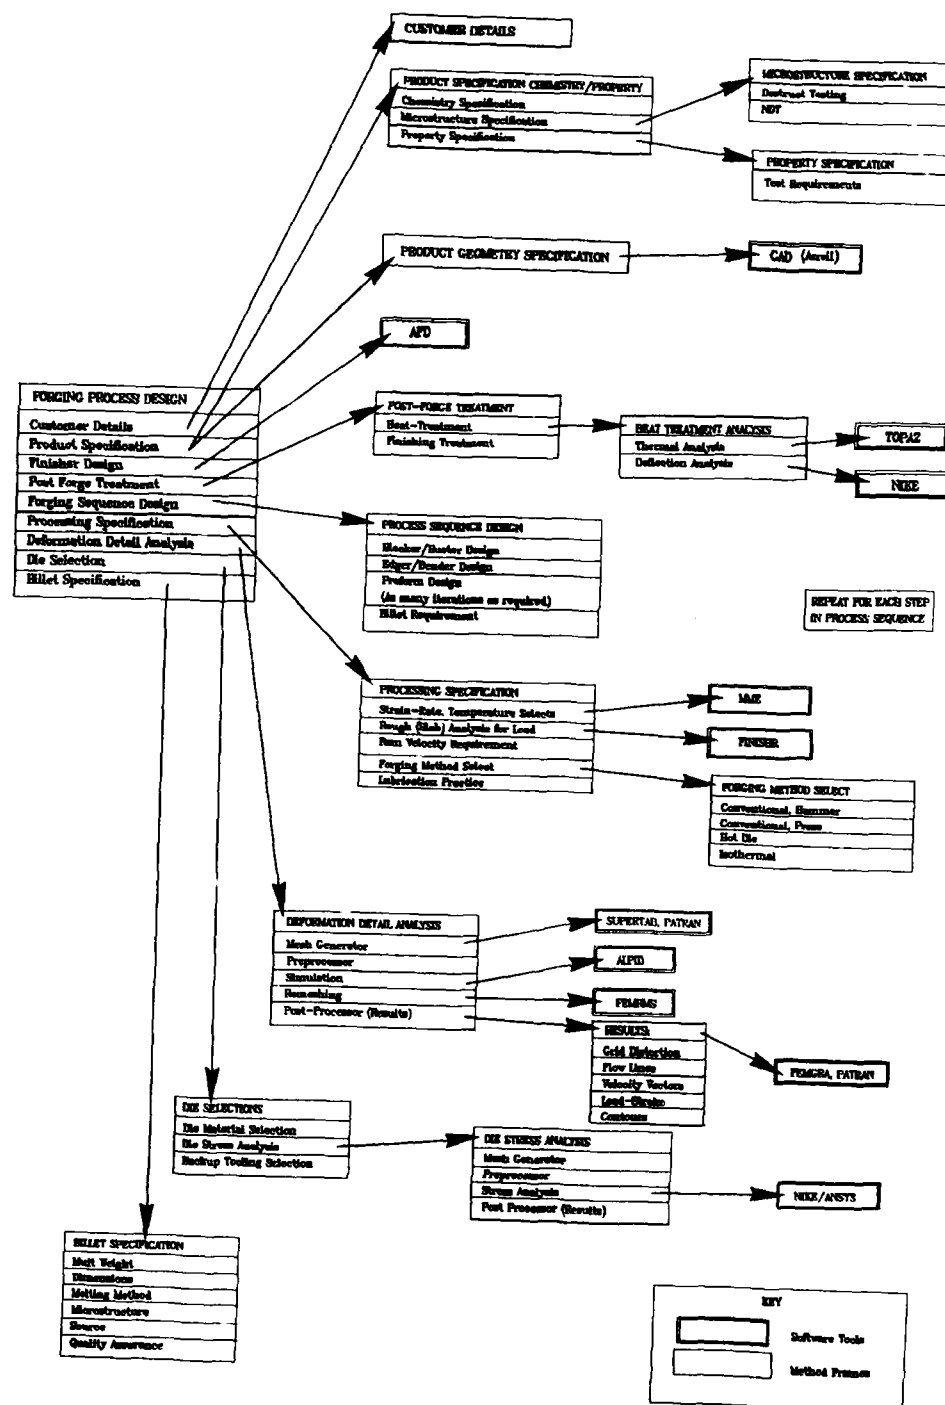 CUSTOMER DETAILS
PRODUCT SPECIFICATION CHEMISTRY/PROPERTY
Chemistry Specification
Microstructure Specification
Property Specification
MICROSTRUCTURE SPECIFICATION
Destruct Testing
NDT
PROPERTY SPECIFICATION
Test Requirements
PRODUCT GEOMETRY SPECIFICATION
CAD (Anvil)
AFD
FORGING PROCESS DESIGN
Customer Details
Product Specification
Finisher Design
Post Forge Treatment
Forging Sequence Design
Processing Specification
Deformation Detail Analysis
Die Selection
Billet Specification
POST-FORGE TREATMENT
Heat-Treatment
Finishing Treatment
HEAT TREATMENT ANALYSIS
Thermal Analysis
Deflection Analysis
TOPAZ
NIKE
PROCESS SEQUENCE DESIGN
Blocker/Buster Design
Edger/Bender Design
Preform Design
(As many iterations as required)
Billet Requirement
REPEAT FOR EACH STEP
IN PROCESS SEQUENCE
PROCESSING SPECIFICATION
Strain-Rate, Temperature Selects
Rough (Slab) Analysis for Load
Ram Velocity Requirement
Forging Method Select
Lubrication Practice
MME
FINISHR
FORGING METHOD SELECT
Conventional, Hammer
Conventional, Press
Hot Die
Isothermal
DEFORMATION DETAIL ANALYSIS
Mesh Generator
Preprocessor
Simulation
Remeshing
Post-Processor (Results)
SUPERTAB, PATRAN
ALPID
FEMRMS
RESULTS:
Grid Distortion
Flow Lines
Velocity Vectors
Load-Stroke
Contours
FEMGRA, PATRAN
DIE SELECTIONS
Die Material Selection
Die Stress Analysis
Backup Tooling Selection
DIE STRESS ANALYSIS
Mesh Generator
Preprocessor
Stress Analysis
Post Processor (Results)
NIKE/ANSYS
BILLET SPECIFICATION
Mult Weight
Dimensions
Melting Method
Microstructure
Source
Quality Assurance
KEY
Software Tools
Method Frames